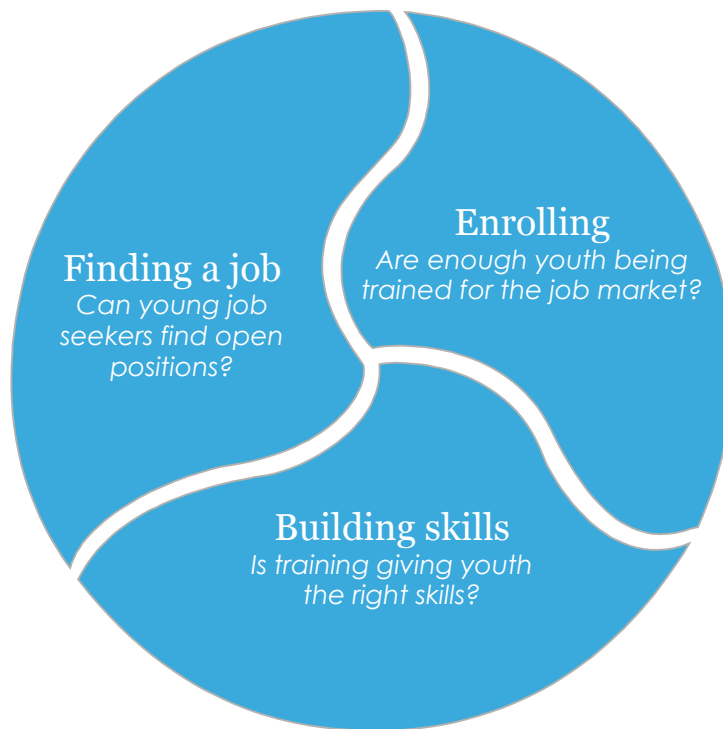 Enrolling
Are enough youth being
trained for the job market?
Finding a job
Can young job
seekers find open
positions?
Building skills
Is training giving youth
the right skills?